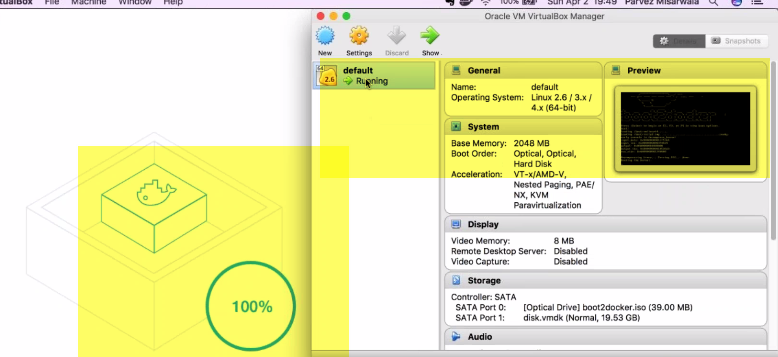 tualBox File Machine Window Help
100% Sun Apr 2 19:49 Parvez Misarwala
Oracle VM VirtualBox Manager
New Settings Discard Show
Details Snapshots
64
2.6
default
Running
General
Name: default
Operating System: Linux 2.6 / 3.x /
4.x (64-bit)
Preview
System
Base Memory: 2048 MB
Boot Order: Optical, Optical,
Hard Disk
Acceleration: VT-x/AMD-V,
Nested Paging, PAE/
NX, KVM
Paravirtualization
Display
Video Memory: 8 MB
Remote Desktop Server: Disabled
Video Capture: Disabled
Storage
Controller: SATA
SATA Port 0: [Optical Drive] boot2docker.iso (39.00 MB)
SATA Port 1: disk.vmdk (Normal, 19.53 GB)
Audio
100%